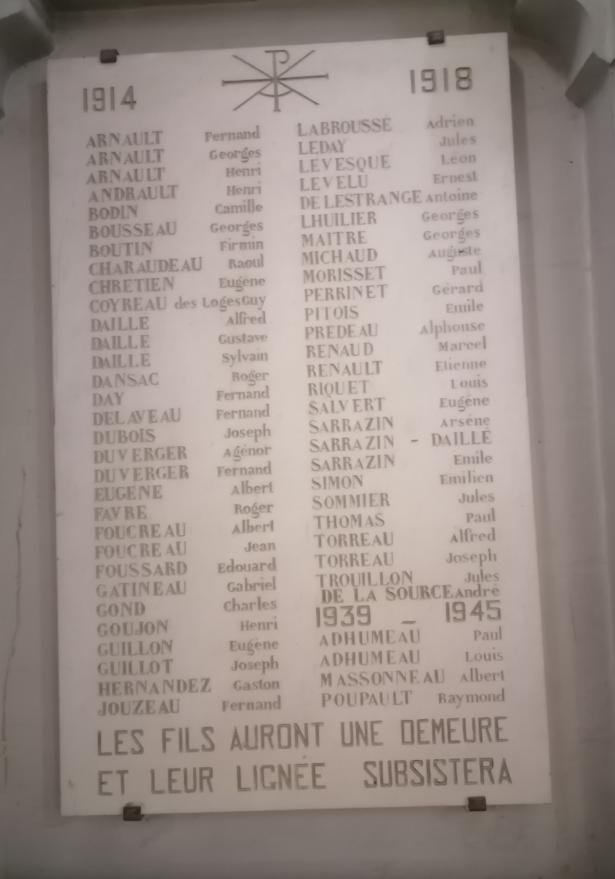 1914 1918
ARNAULT Fernand
ARNAULT Georges
ARNAULT Henri
ANDRAULT Henri
BODIN Camille
BOUSSEAU Georges
BOUTIN Firmin
CHARAUDEAU Raoul
CHRETIEN Eugène
COYREAU des Loges Guy
DAILLE Alfred
DAILLE Gustave
DAILLE Sylvain
DANSAC Roger
DAY Fernand
DELAVEAU Fernand
DUBOIS Joseph
DUVERGER Agénor
DUVERGER Fernand
EUGENE Albert
FAVRE Roger
FOUCREAU Albert
FOUCREAU Jean
FOUSSARD Edouard
GATINEAU Gabriel
GOND Charles
GOUJON Henri
GUILLON Eugène
GUILLOT Joseph
HERNANDEZ Gaston
JOUZEAU Fernand
LABROUSSE Adrien
LEDAY Jules
LEVESQUE Léon
LEVELU Ernest
DE LESTRANGE Antoine
LHUILIER Georges
MAITRE Georges
MICHAUD Auguste
MORISSET Paul
PERRINET Gérard
PITOIS Emile
PREDEAU Alphonse
RENAUD Marcel
RENAULT Etienne
RIQUET Louis
SALVERT Eugène
SARRAZIN Arsène
SARRAZIN - DAILLÉ
SARRAZIN Emile
SIMON Emilien
SOMMIER Jules
THOMAS Paul
TORREAU Alfred
TORREAU Joseph
TROUILLON Jules
DE LA SOURCE André
1939 _ 1945
ADHUMEAU Paul
ADHUMEAU Louis
MASSONNEAU Albert
POUPAULT Raymond
LES FILS AURONT UNE DEMEURE
ET LEUR LIGNÉE SUBSISTERA